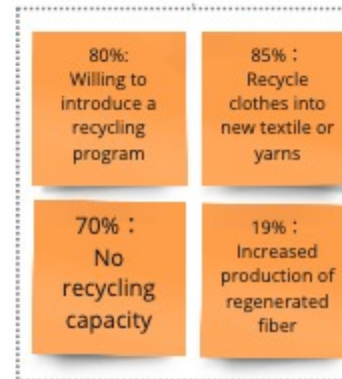 80%:
Willing to
introduce a
recycling
program
85%：
Recycle
clothes into
new textile or
yarns
70%：
No
recycling
capacity
19%：
Increased
production of
regenerated
fiber